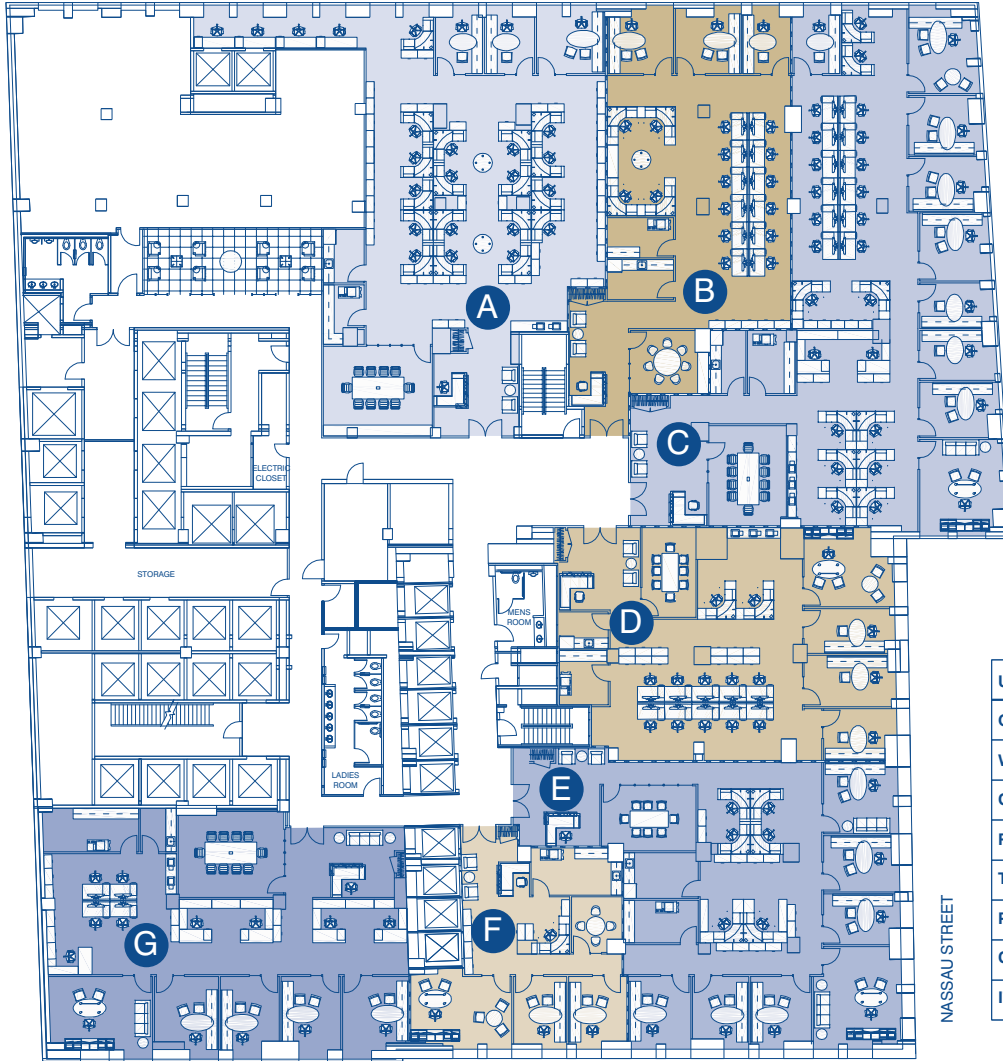 A
B
C
ELECTRIC
CLOSET
STORAGE
MENS
ROOM
D
LADIES
ROOM
E
F
G
NASSAU STREET